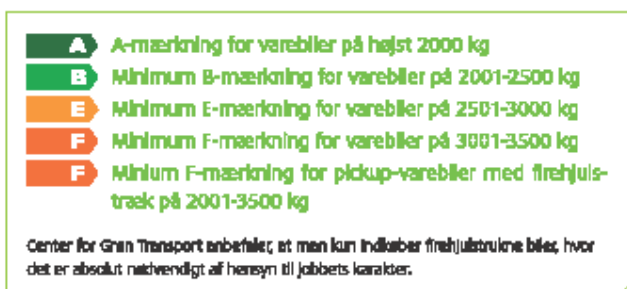 A A-mærkning for varebiler på højst 2000 kg
B Minimum B-mærkning for varebiler på 2001-2500 kg
E Minimum E-mærkning for varebiler på 2501-3000 kg
F Minimum F-mærkning for varebiler på 3001-3500 kg
F Minium F-mærkning for pickup-varebiler med firehjuls-
træk på 2001-3500 kg
Center for Grøn Transport anbefaler, at man kun indkøber firehjulstrukne biler, hvor
det er absolut nødvendigt af hensyn til jobbets karakter.